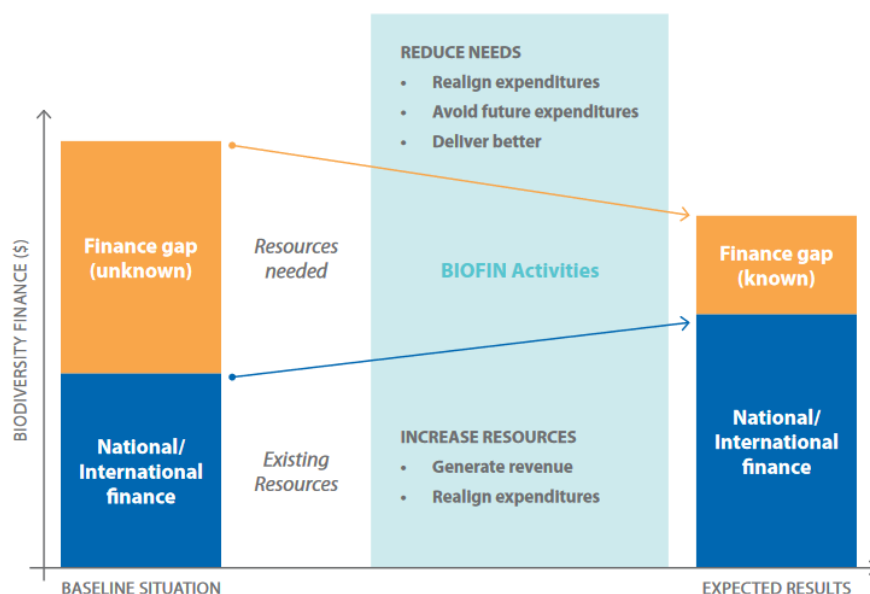 REDUCE NEEDS
• Realign expenditures
• Avoid future expenditures
• Deliver better
BIODIVERSITY FINANCE ($)
Finance gap
(unknown)
Resources
needed
BIOFIN Activities
Finance gap
(known)
National/
International
finance
Existing
Resources
INCREASE RESOURCES
• Generate revenue
• Realign expenditures
National/
International
finance
BASELINE SITUATION
EXPECTED RESULTS